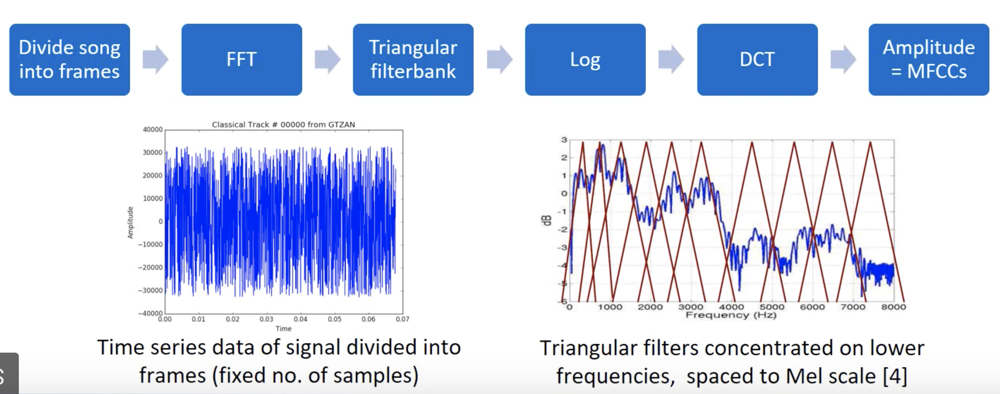 Divide song
into frames
FFT
Triangular
filterbank
Log
DCT
Amplitude
= MFCCs
Classical Track # 00000 from GTZAN
40000
30000
20000
10000
0
−10000
−20000
−30000
−40000
Amplitude
0.00 0.01 0.02 0.03 0.04 0.05 0.06 0.07
Time
3
2
1
0
-1
-2
-3
-4
-5
-6
dB
0 1000 2000 3000 4000 5000 6000 7000 8000
Frequency (Hz)
Time series data of signal divided into
frames (fixed no. of samples)
Triangular filters concentrated on lower
frequencies, spaced to Mel scale [4]